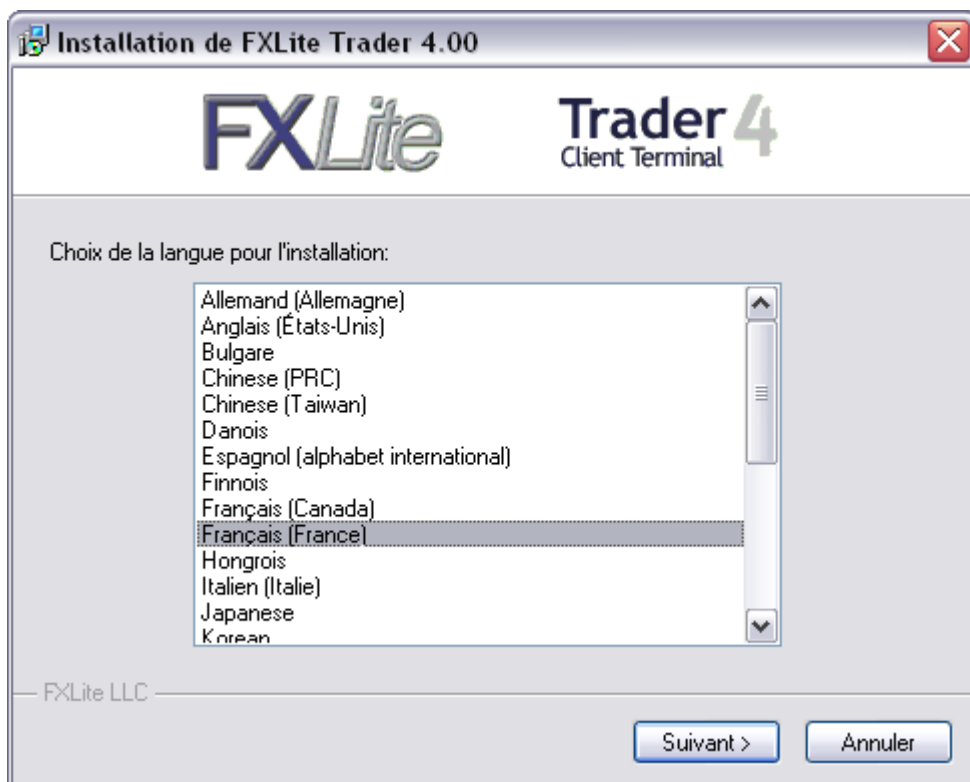 Installation de FXLite Trader 4.00
FXLite
Trader 4
Client Terminal
Choix de la langue pour l'installation:
Allemand (Allemagne)
Anglais (États-Unis)
Bulgare
Chinese (PRC)
Chinese (Taiwan)
Danois
Espagnol (alphabet international)
Finnois
Français (Canada)
Français (France)
Hongrois
Italien (Italie)
Japanese
Korean
FXLite LLC
Suivant >
Annuler